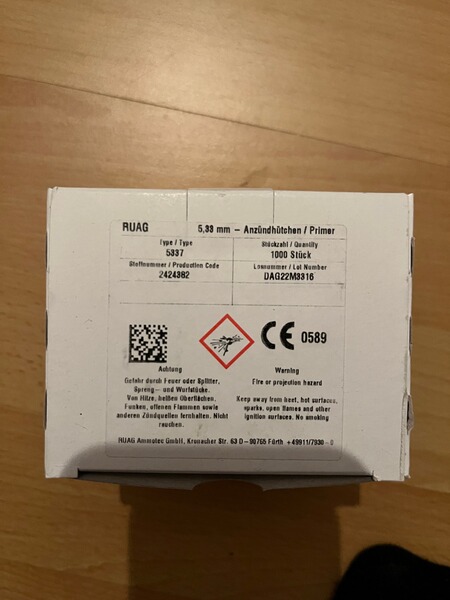 RUAG 5,33 mm – Anzündhütchen / Primer
Type / Type Stückzahl / Quantity
5337 1000 Stück
Stoffnummer / Production Code Losnummer / Lot Number
2424382 DAG22M3316
CE 0589
Achtung
Gefahr durch Feuer oder Splitter,
Spreng– und Wurfstücke.
Von Hitze, heißen Oberflächen,
Funken, offenen Flammen sowie
anderen Zündquellen fernhalten. Nicht
rauchen.
Warning
Fire or projection hazard
Keep away from heet, hot surfaces,
sparks, open flames and other
ignition surfaces. No smoking
RUAG Ammotec GmbH, Kronacher Str. 63 D–90765 Fürth +49911/7930–0